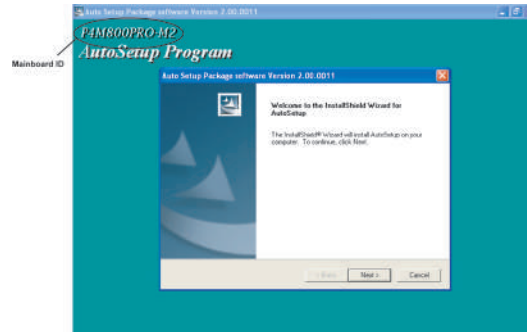 Auto Setup Package software Version 2.00.0011
P4M800PRO-M2
AutoSetup Program
Mainboard ID
Auto Setup Package software Version 2.00.0011
Welcome to the InstallShield Wizard for
AutoSetup
The InstallShield® Wizard will install AutoSetup on your
computer. To continue, click Next.
< Back
Next >
Cancel